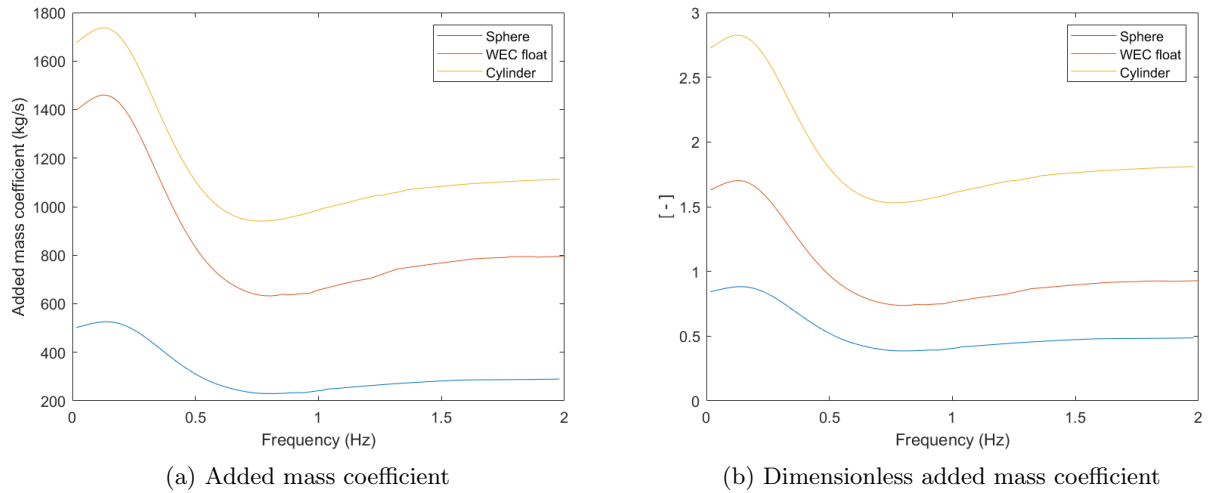 1800
1600
1400
1200
1000
800
600
400
200
Added mass coefficient (kg/s)
0
0.5
1
1.5
2
Frequency (Hz)
Sphere
WEC float
Cylinder
(a) Added mass coefficient
3
2.5
2
1.5
1
0.5
0
[ - ]
0
0.5
1
1.5
2
Frequency (Hz)
Sphere
WEC float
Cylinder
(b) Dimensionless added mass coefficient